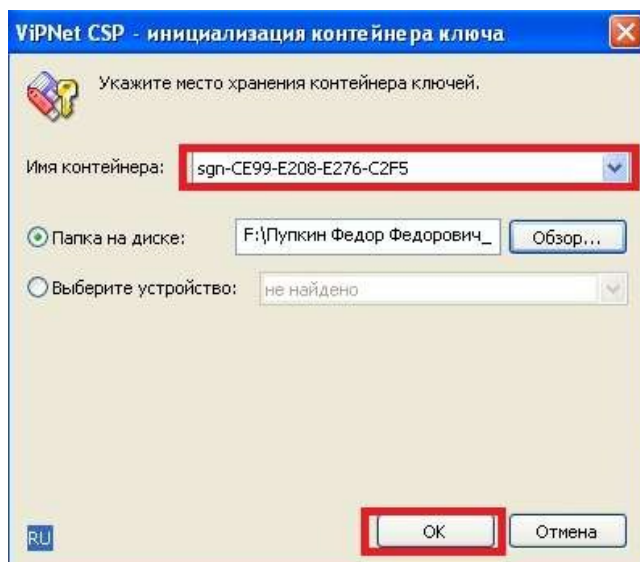 ViPNet CSP - инициализация контейнера ключа
Укажите место хранения контейнера ключей.
Имя контейнера: sgn-CE99-E208-E276-C2F5
Папка на диске: F:\Пупкин Федор Федорович_ Обзор...
Выберите устройство: не найдено
RU OK Отмена